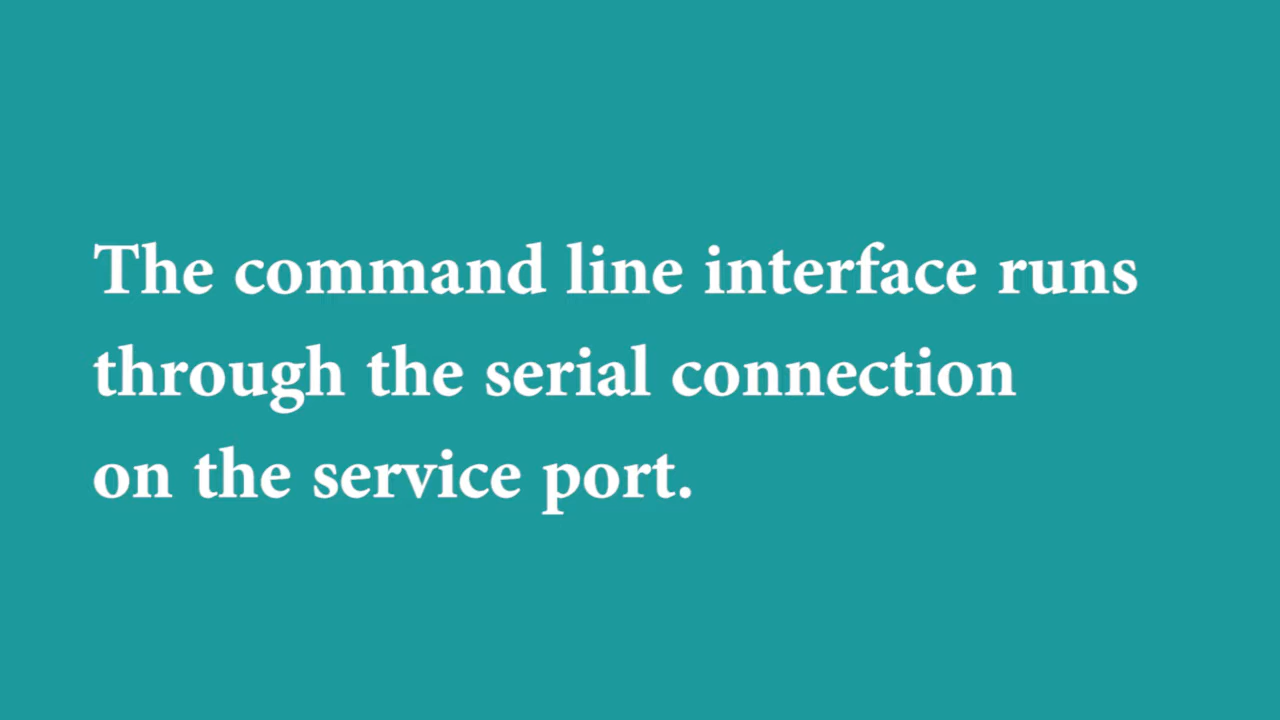 The command line interface runs
through the serial connection
on the service port.